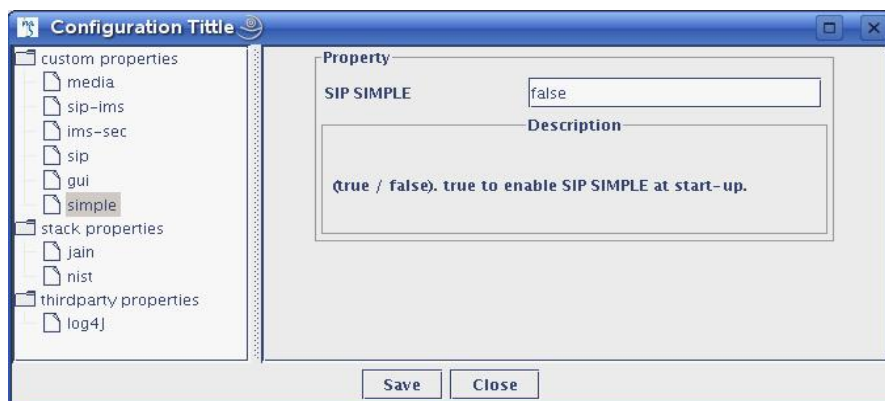 Configuration Tittle
custom properties
media
sip-ims
ims-sec
sip
gui
simple
stack properties
jain
nist
thirdparty properties
log4J
Property
SIP SIMPLE
false
Description
(true / false). true to enable SIP SIMPLE at start-up.
Save
Close